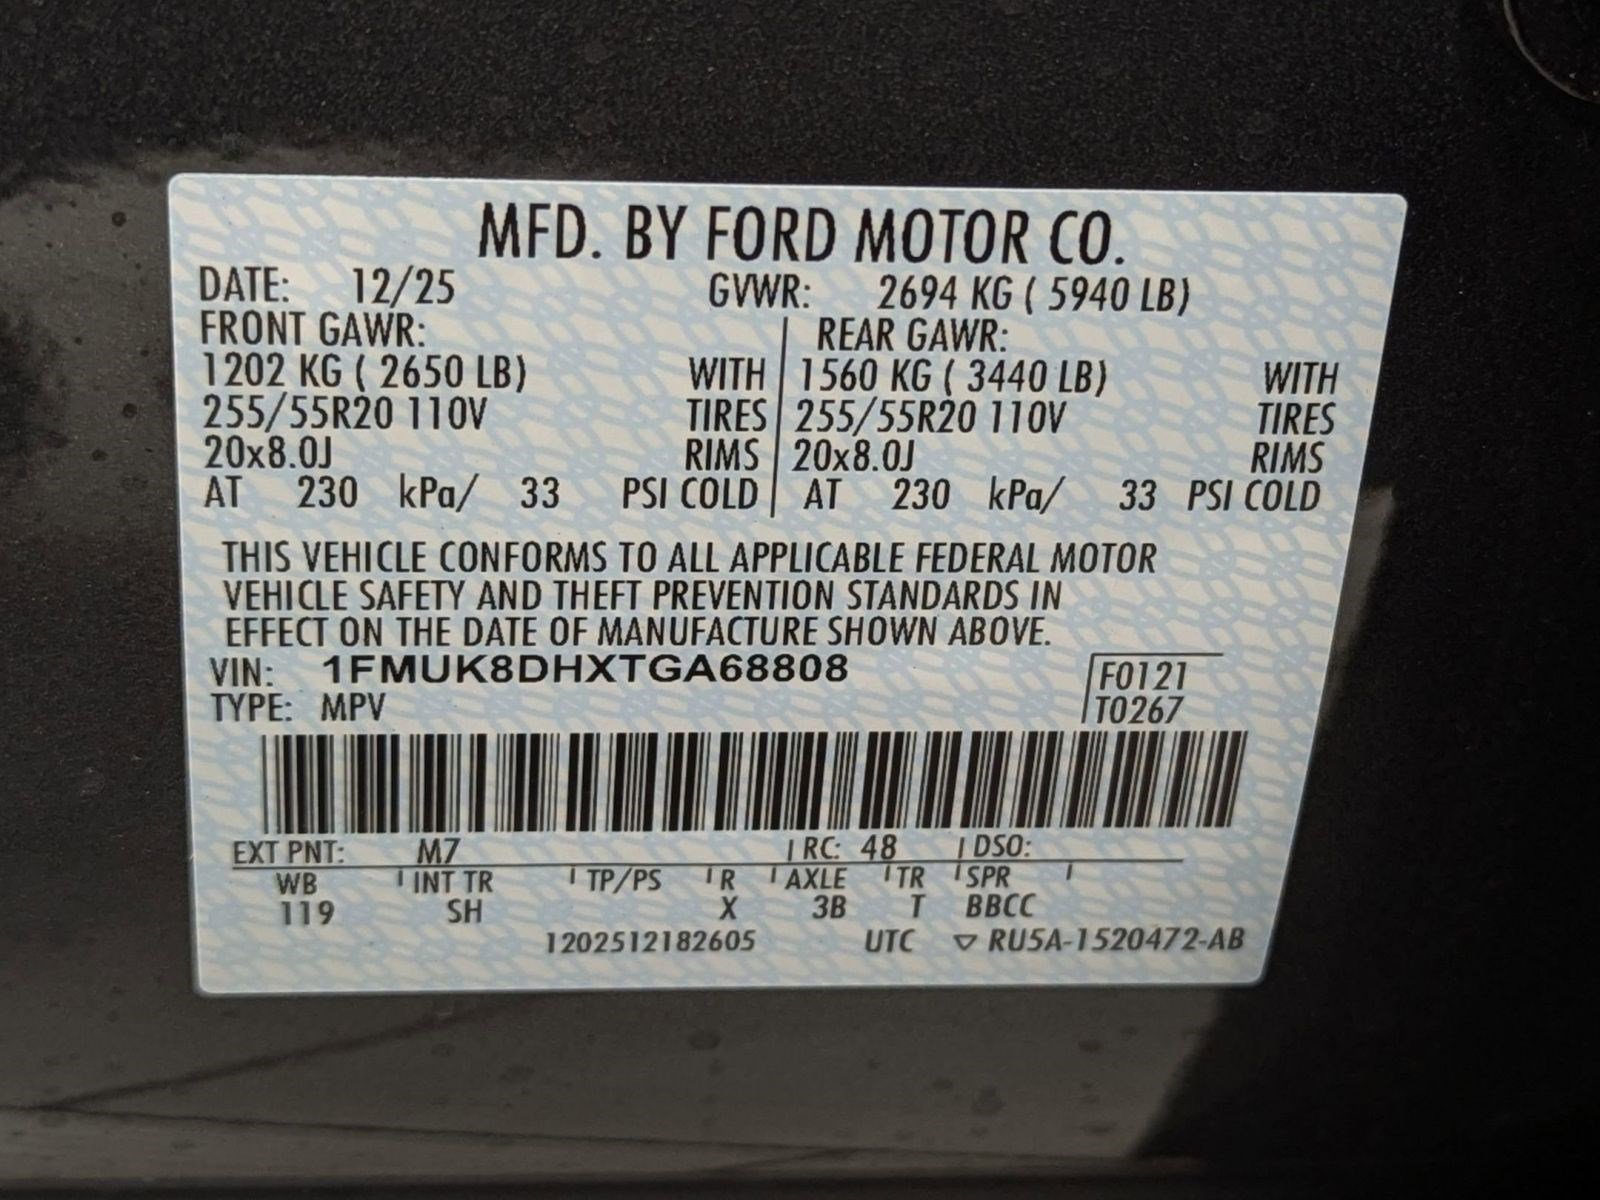 MFD. BY FORD MOTOR CO.
DATE: 12/25 GVWR: 2694 KG ( 5940 LB)
FRONT GAWR: REAR GAWR:
1202 KG ( 2650 LB) WITH 1560 KG ( 3440 LB) WITH
255/55R20 110V TIRES 255/55R20 110V TIRES
20x8.0J RIMS 20x8.0J RIMS
AT 230 kPa/ 33 PSI COLD AT 230 kPa/ 33 PSI COLD
THIS VEHICLE CONFORMS TO ALL APPLICABLE FEDERAL MOTOR
VEHICLE SAFETY AND THEFT PREVENTION STANDARDS IN
EFFECT ON THE DATE OF MANUFACTURE SHOWN ABOVE.
VIN: 1FMUK8DHXTGA68808 F0121
TYPE: MPV T0267
EXT PNT: M7 RC: 48 DSO:
WB INT TR TP/PS R AXLE TR SPR
119 SH X 3B T BBCC
1202512182605 UTC ▽ RU5A-1520472-AB